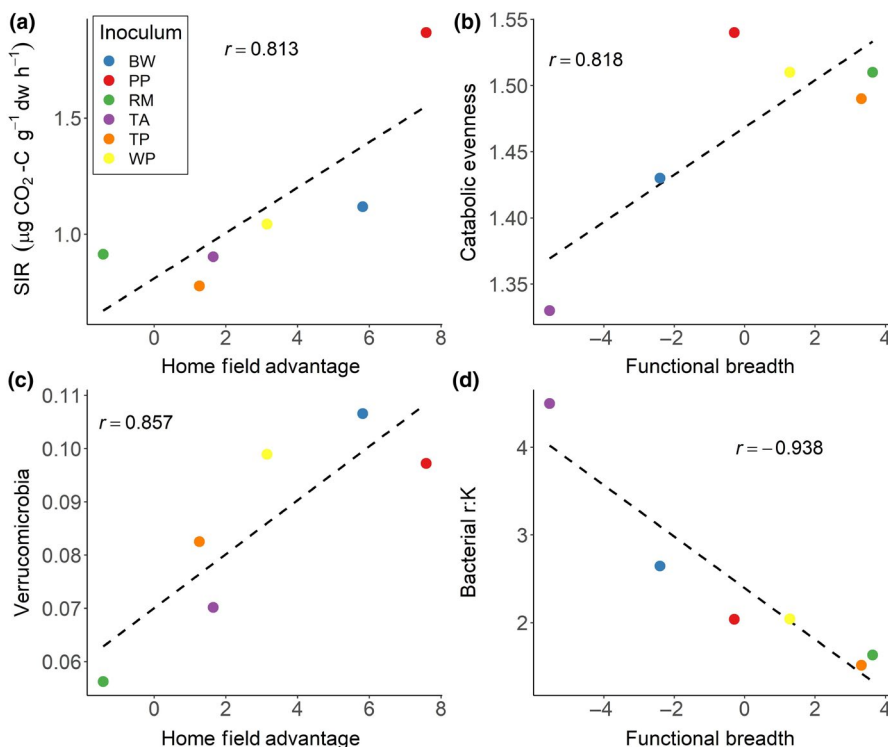 (a)
Inoculum
BW
PP
RM
TA
TP
WP
r = 0.813
SIR (μg CO₂-C g⁻¹ dw h⁻¹)
1.5
1.0
0 2 4 6 8
Home field advantage
(b)
r = 0.818
Catabolic evenness
1.55
1.50
1.45
1.40
1.35
−4 −2 0 2 4
Functional breadth
(c)
r = 0.857
Verrucomicrobia
0.11
0.10
0.09
0.08
0.07
0.06
0 2 4 6 8
Home field advantage
(d)
r = −0.938
Bacterial r:K
4
3
2
−4 −2 0 2 4
Functional breadth